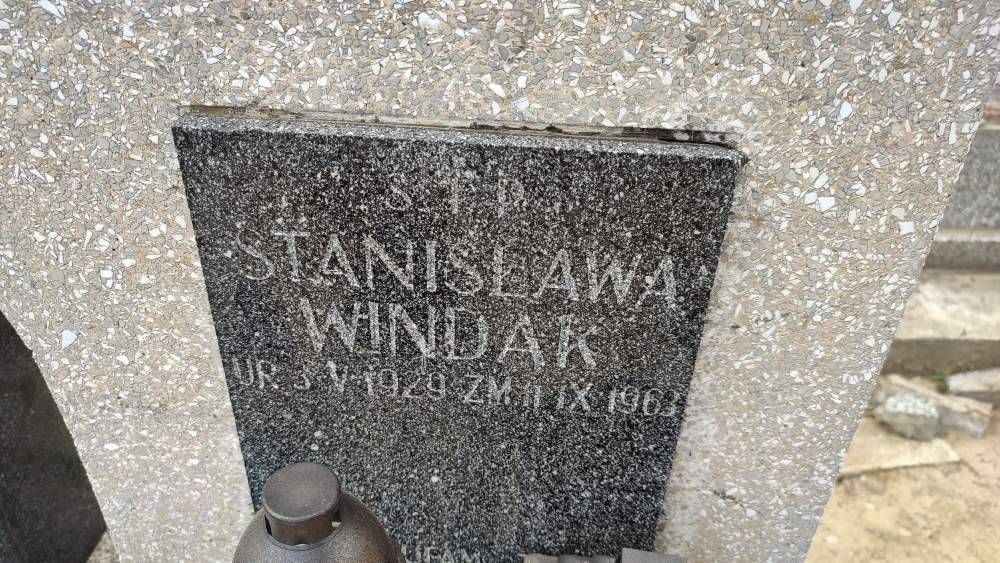 Ś † P
STANISŁAWA
WINDAK
UR 3 V 1929 ZM 11 IX 1963